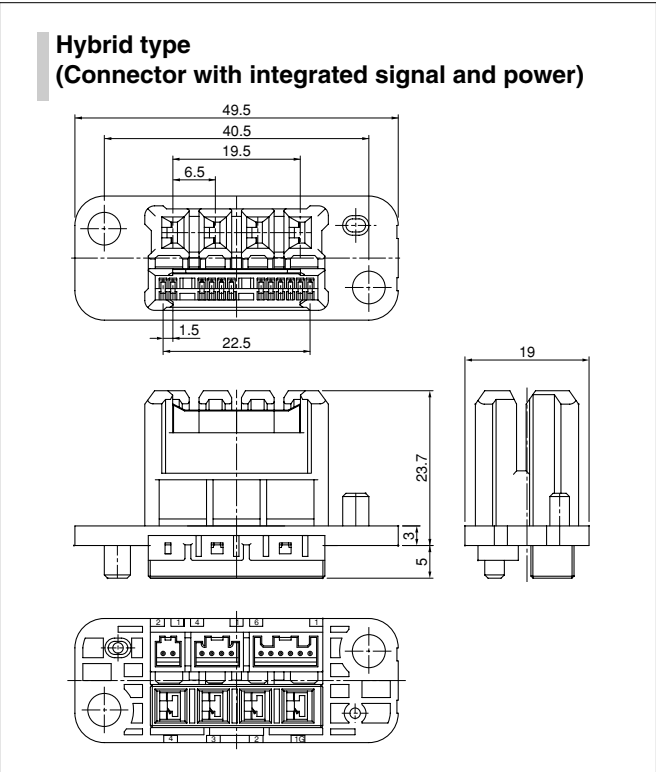 Hybrid type
(Connector with integrated signal and power)
49.5
40.5
19.5
6.5
1.5
22.5
19
23.7
3
5
2 1 4 3 6 1
4 3 2 1G